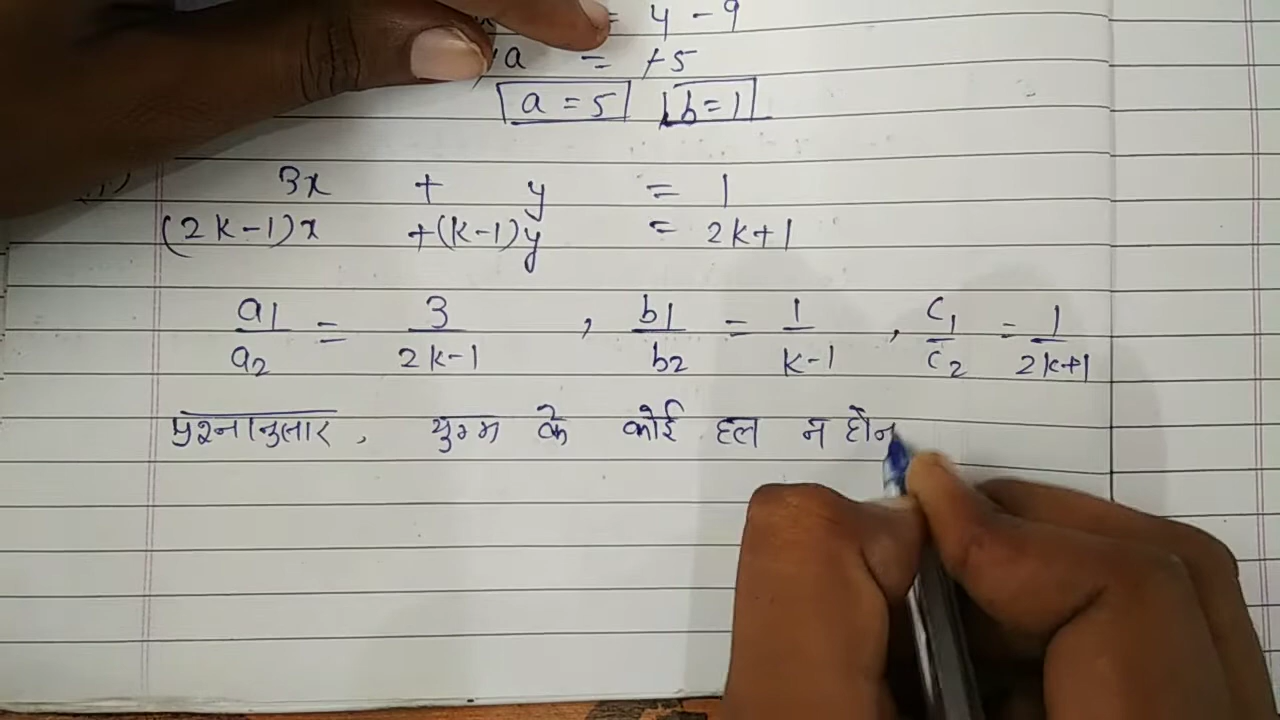 = 4 - 9
a = +5
a = 5 b = 1
3x + y = 1
(2k-1)x +(k-1)y = 2k+1
a1/a2 = 3/2k-1 , b1/b2 = 1/k-1 , c1/c2 = 1/2k+1
प्रश्नानुसार, युग्म के कोई हल न होन